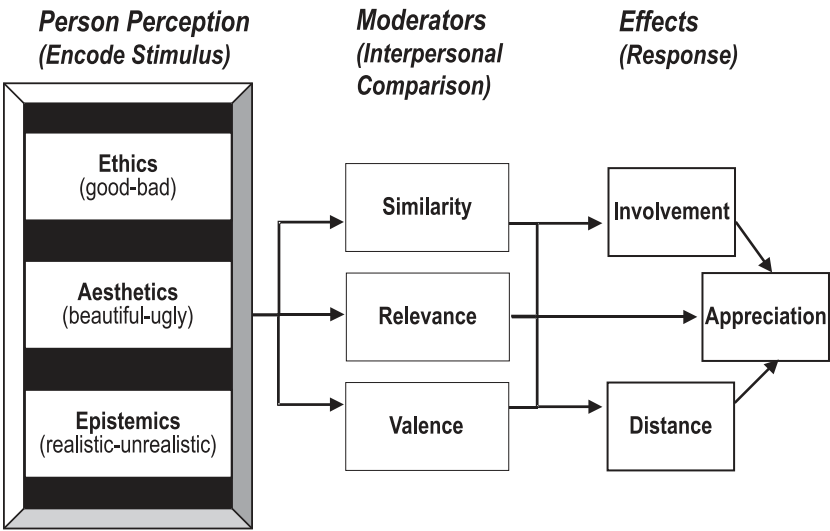 Person Perception
(Encode Stimulus)
Moderators
(Interpersonal
Comparison)
Effects
(Response)
Ethics
(good-bad)
Aesthetics
(beautiful-ugly)
Epistemics
(realistic-unrealistic)
Similarity
Relevance
Valence
Involvement
Appreciation
Distance